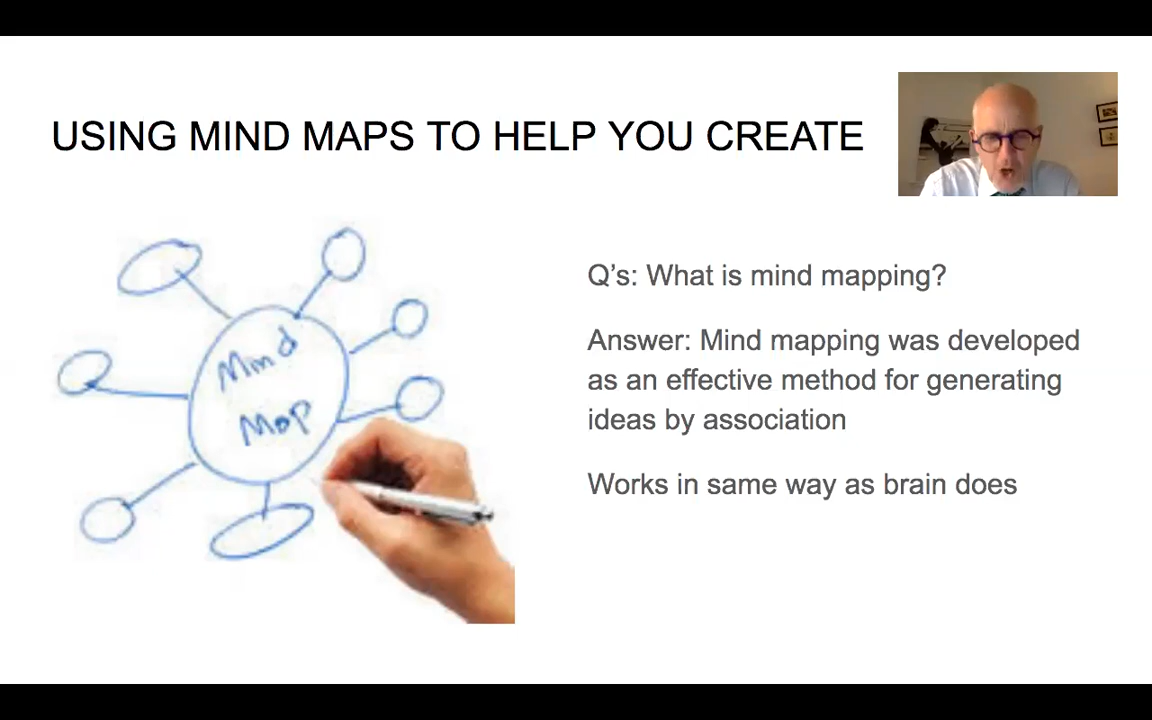 USING MIND MAPS TO HELP YOU CREATE
Mind
Map
Q's: What is mind mapping?
Answer: Mind mapping was developed
as an effective method for generating
ideas by association
Works in same way as brain does